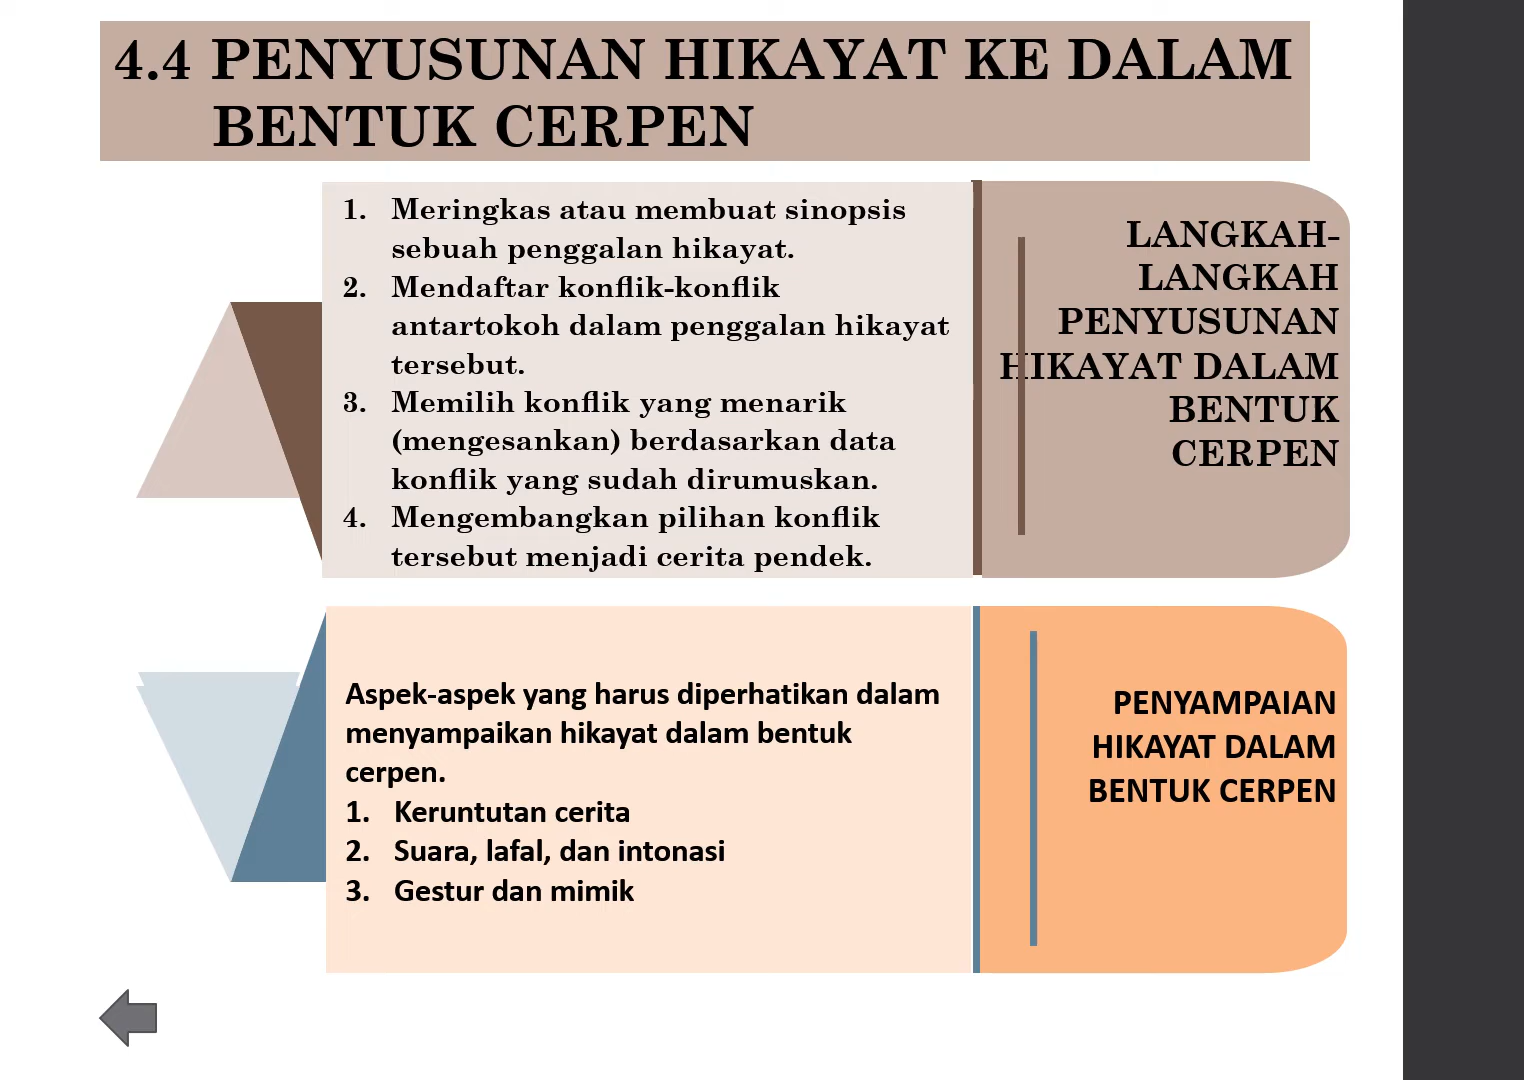 4.4 PENYUSUNAN HIKAYAT KE DALAM
BENTUK CERPEN
1. Meringkas atau membuat sinopsis
sebuah penggalan hikayat.
2. Mendaftar konflik-konflik
antartokoh dalam penggalan hikayat
tersebut.
3. Memilih konflik yang menarik
(mengesankan) berdasarkan data
konflik yang sudah dirumuskan.
4. Mengembangkan pilihan konflik
tersebut menjadi cerita pendek.
LANGKAH-
LANGKAH
PENYUSUNAN
HIKAYAT DALAM
BENTUK
CERPEN
Aspek-aspek yang harus diperhatikan dalam
menyampaikan hikayat dalam bentuk
cerpen.
1. Keruntutan cerita
2. Suara, lafal, dan intonasi
3. Gestur dan mimik
PENYAMPAIAN
HIKAYAT DALAM
BENTUK CERPEN